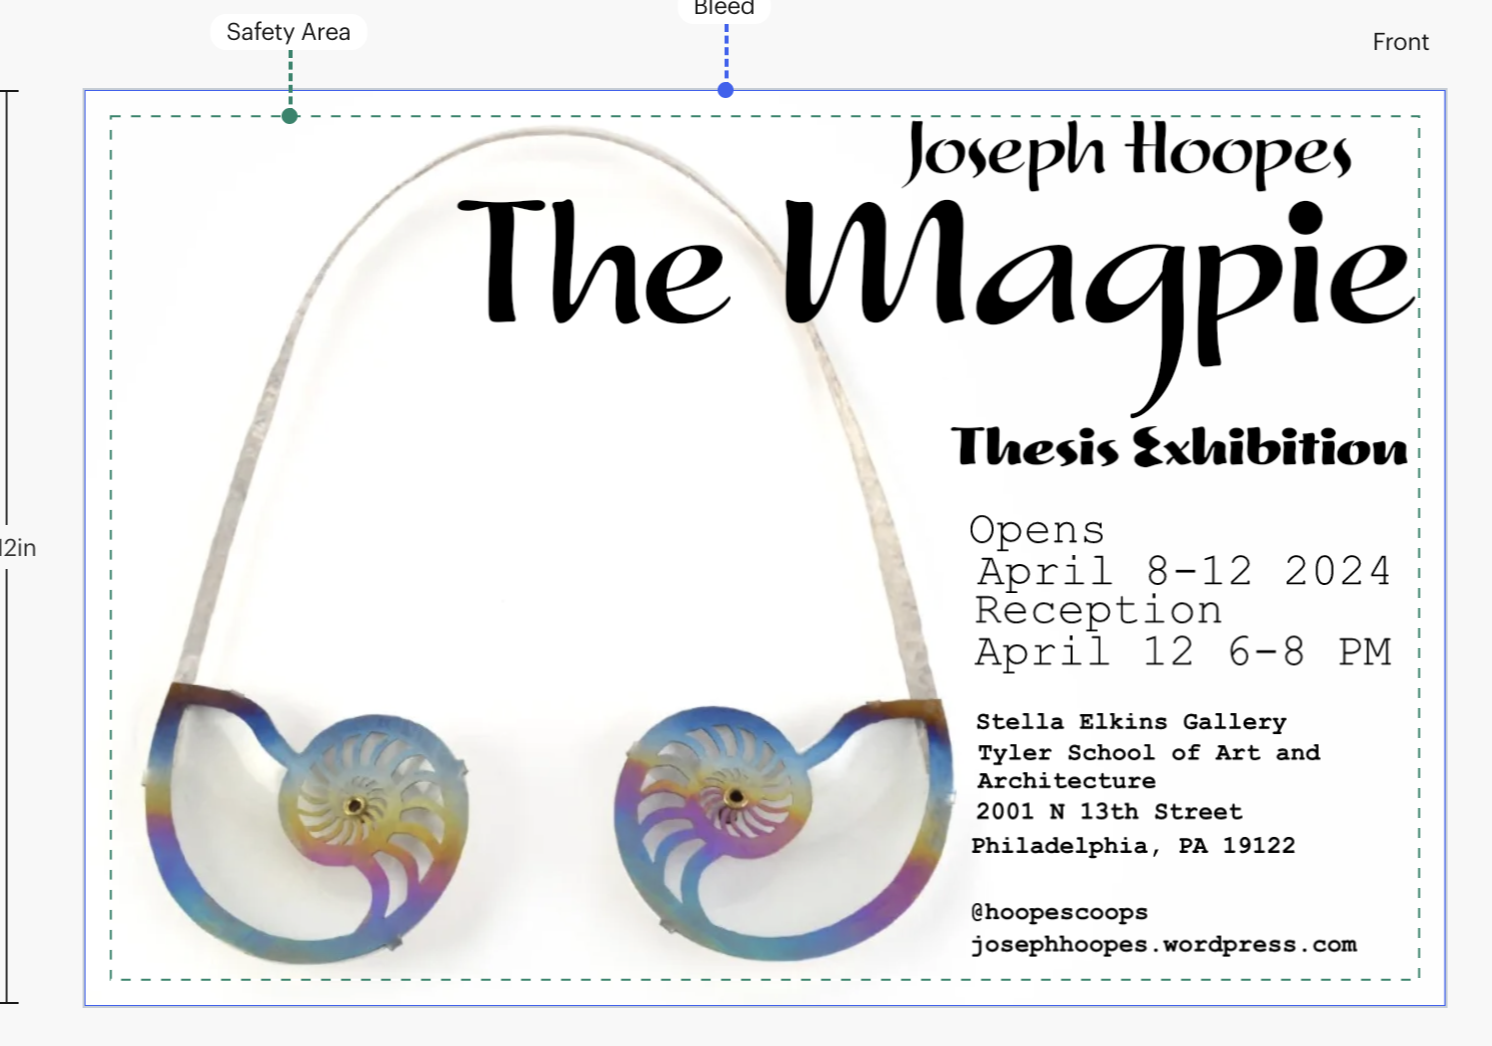 Bleed
Safety Area
Front
Joseph Hoopes
The Magpie
Thesis Exhibition
Opens
April 8-12 2024
Reception
April 12 6-8 PM
Stella Elkins Gallery
Tyler School of Art and
Architecture
2001 N 13th Street
Philadelphia, PA 19122
@hoopescoops
josephhoopes.wordpress.com